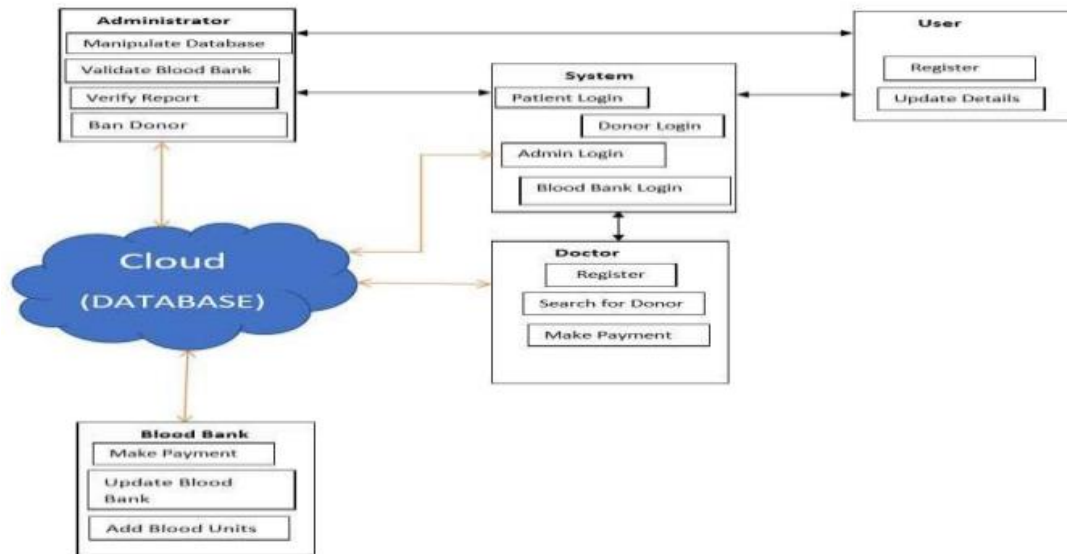 Administrator
Manipulate Database
Validate Blood Bank
Verify Report
Ban Donor
User
Register
Update Details
System
Patient Login
Donor Login
Admin Login
Blood Bank Login
Cloud
(DATABASE)
Doctor
Register
Search for Donor
Make Payment
Blood Bank
Make Payment
Update Blood
Bank
Add Blood Units